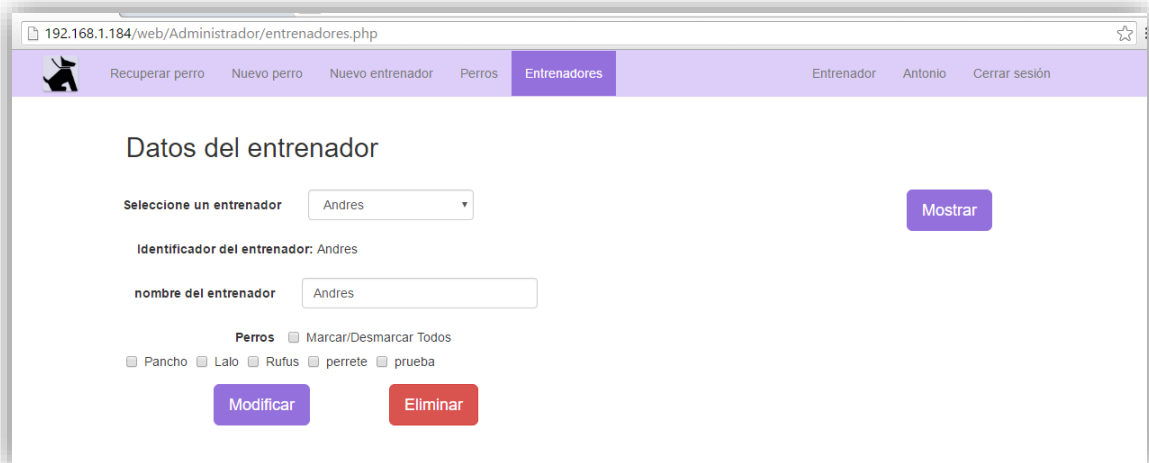 192.168.1.184/web/Administrador/entrenadores.php
Recuperar perro Nuevo perro Nuevo entrenador Perros Entrenadores Entrenador Antonio Cerrar sesión
Datos del entrenador
Seleccione un entrenador Andres Mostrar
Identificador del entrenador: Andres
nombre del entrenador Andres
Perros Marcar/Desmarcar Todos
Pancho Lalo Rufus perrete prueba
Modificar Eliminar